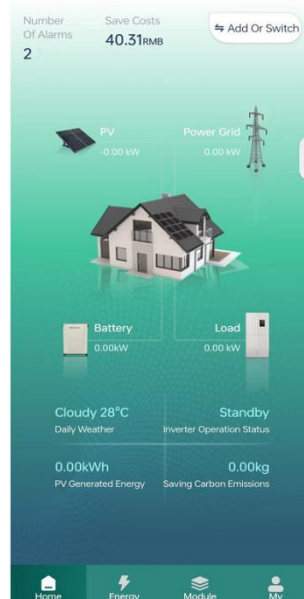 Number
Of Alarms
2
Save Costs
40.31RMB
⇋ Add Or Switch
PV
-0.00 kW
Power Grid
0.00 kW
Battery
0.00kW
Load
0.00 kW
Cloudy 28°C
Daily Weather
Standby
Inverter Operation Status
0.00kWh
PV Generated Energy
0.00kg
Saving Carbon Emissions
Home
Energy
Module
My